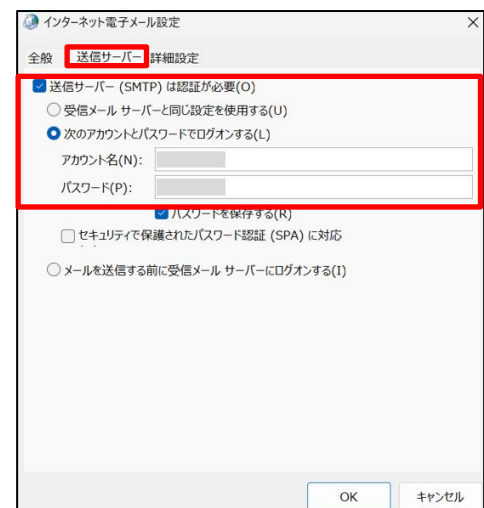 インターネット電子メール設定
全般 送信サーバー 詳細設定
送信サーバー (SMTP) は認証が必要(O)
受信メール サーバーと同じ設定を使用する(U)
次のアカウントとパスワードでログオンする(L)
アカウント名(N):
パスワード(P):
パスワードを保存する(R)
セキュリティで保護されたパスワード認証 (SPA) に対応
メールを送信する前に受信メール サーバーにログオンする(I)
OK キャンセル